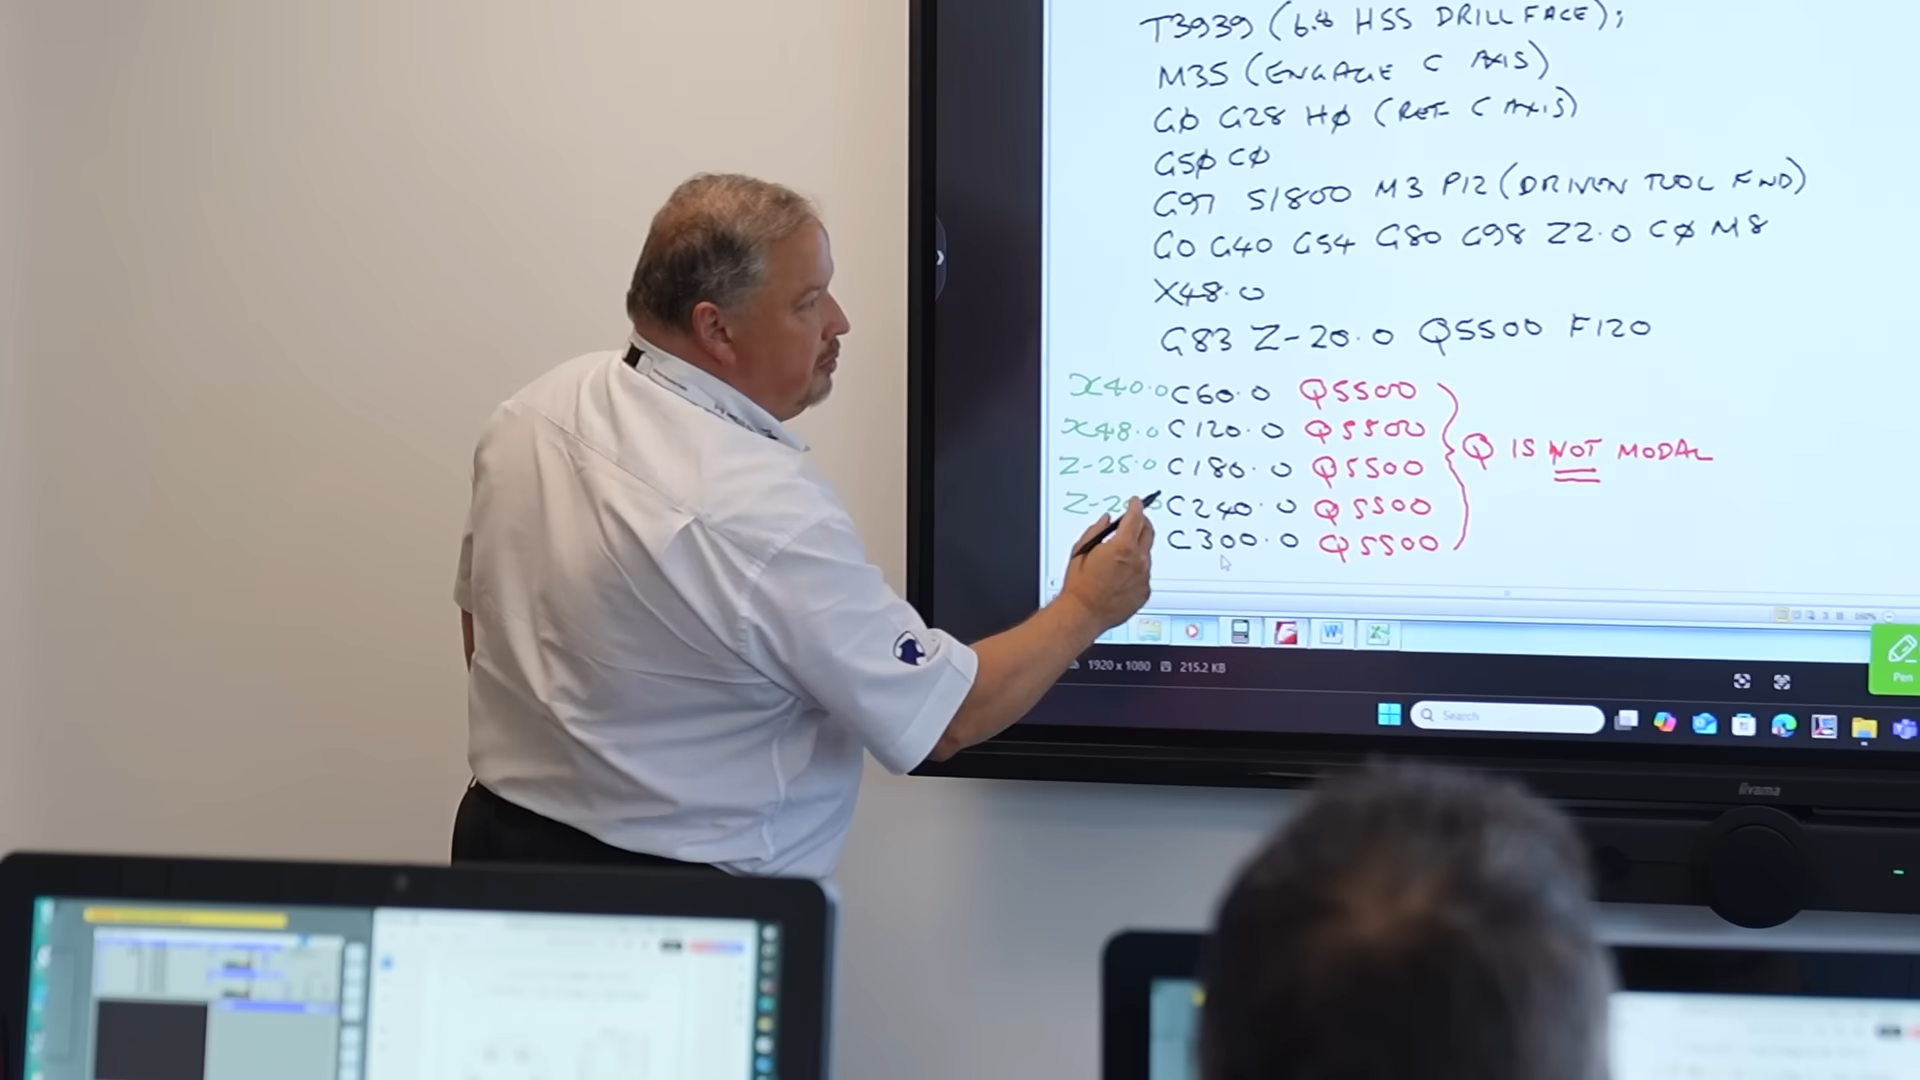 T3939 (6.8 HSS DRILL FACE);
M35 (ENGAGE C AXIS)
G0 G28 H0 (REF C AXIS)
G50 C0
G97 S1800 M3 P12 (DRIVEN TOOL FWD)
G0 G40 G54 G80 G98 Z2.0 C0 M8
X48.0
G83 Z-20.0 Q5500 F120
X40.0 C60.0 Q5500
X48.0 C120.0 Q5500
Z-25.0 C180.0 Q5500
C240.0 Q5500
C300.0 Q5500
Q IS NOT MODAL
1920 x 1080 215.2 KB
Pen
Search
iiyama